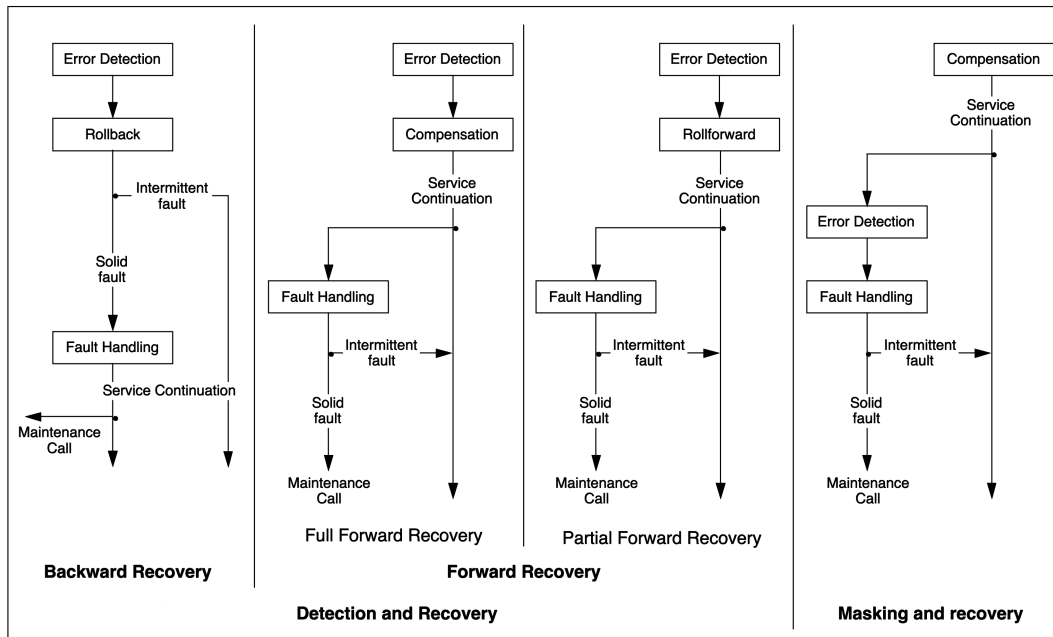 Error Detection
Rollback
Intermittent
fault
Solid
fault
Fault Handling
Service Continuation
Maintenance
Call
Backward Recovery
Error Detection
Compensation
Service
Continuation
Fault Handling
Intermittent
fault
Solid
fault
Maintenance
Call
Full Forward Recovery
Error Detection
Rollforward
Service
Continuation
Fault Handling
Intermittent
fault
Solid
fault
Maintenance
Call
Partial Forward Recovery
Forward Recovery
Detection and Recovery
Compensation
Service
Continuation
Error Detection
Fault Handling
Intermittent
fault
Solid
fault
Maintenance
Call
Masking and recovery